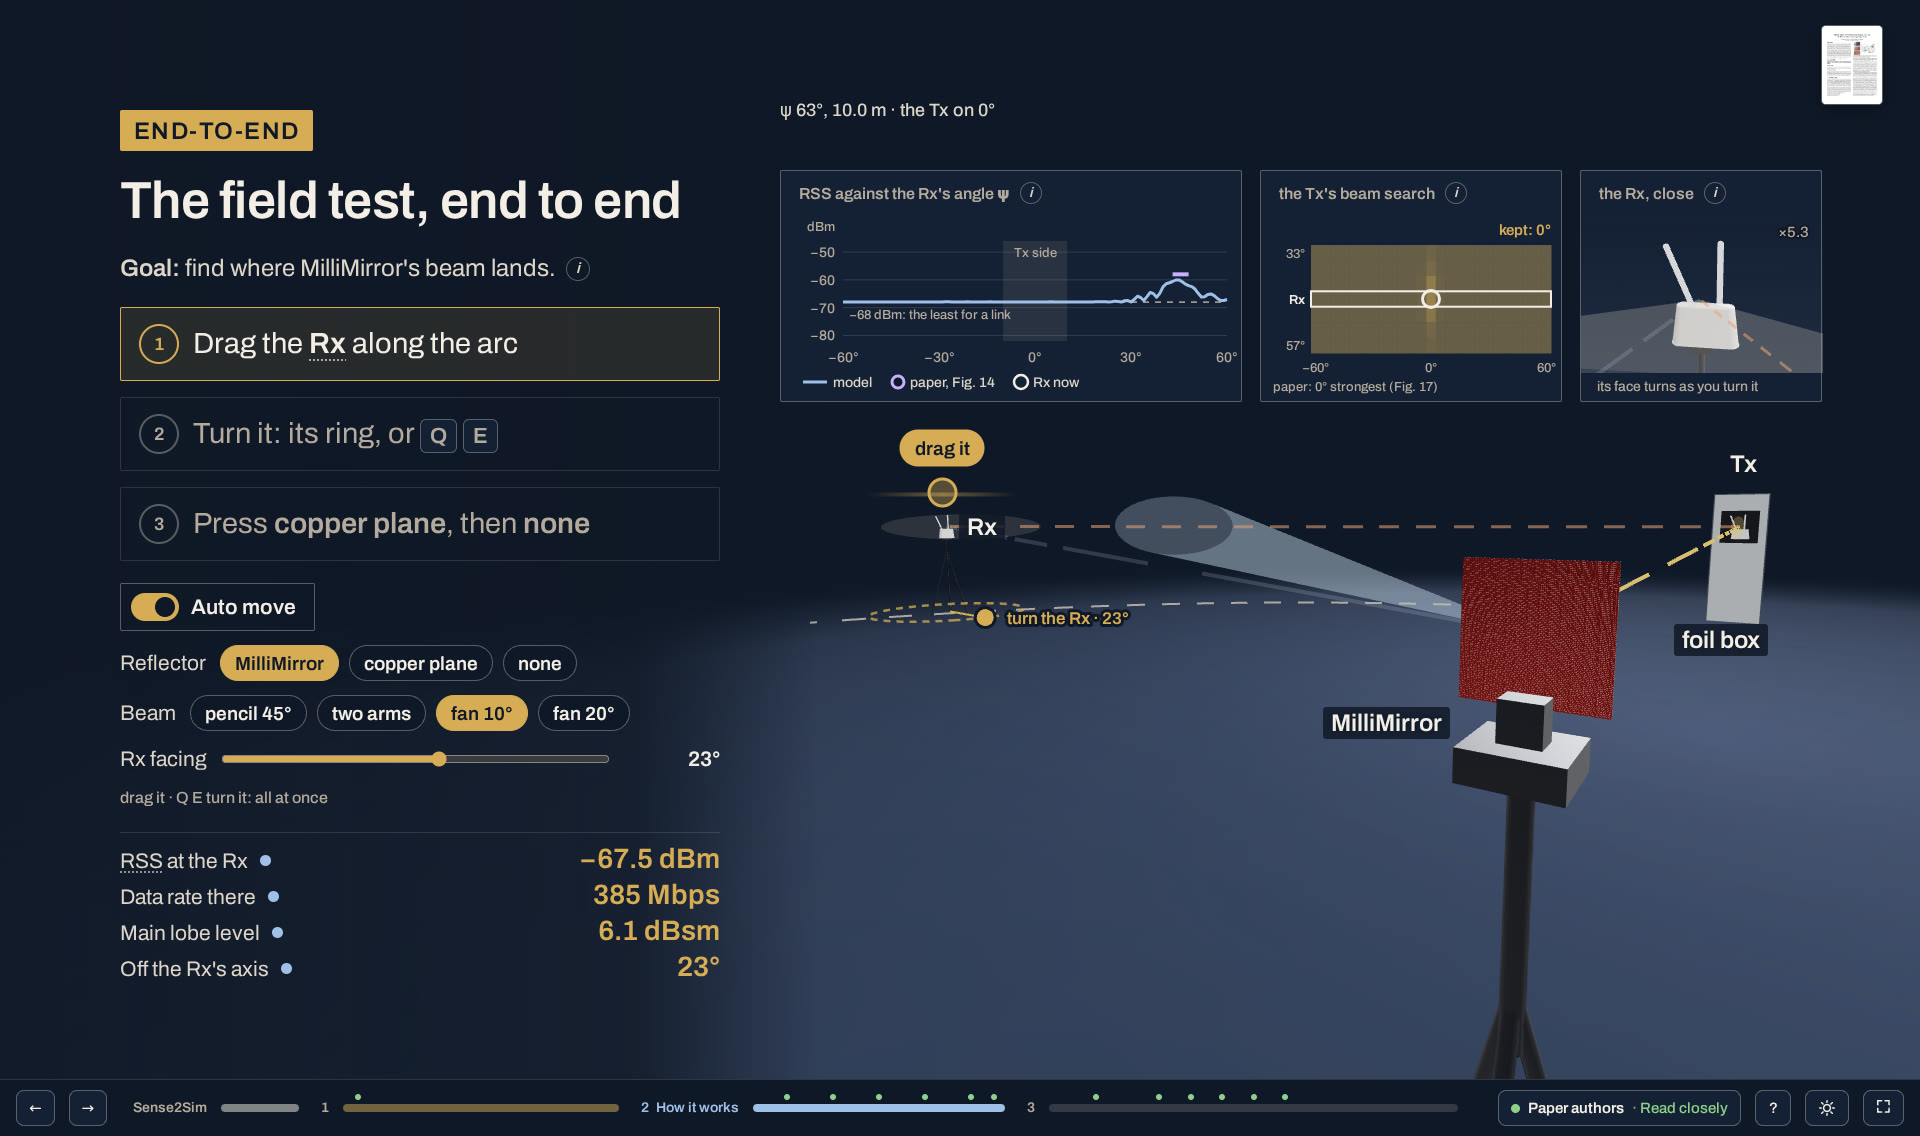 END-TO-END
The field test, end to end
Goal: find where MilliMirror's beam lands. i
1 Drag the Rx along the arc
2 Turn it: its ring, or Q E
3 Press copper plane, then none
Auto move
Reflector MilliMirror copper plane none
Beam pencil 45° two arms fan 10° fan 20°
Rx facing 23°
drag it · Q E turn it: all at once
RSS at the Rx −67.5 dBm
Data rate there 385 Mbps
Main lobe level 6.1 dBsm
Off the Rx's axis 23°
ψ 63°, 10.0 m · the Tx on 0°
RSS against the Rx's angle ψ i
dBm
−50
Tx side
−60
−70
−68 dBm: the least for a link
−80
−60° −30° 0° 30° 60°
model paper, Fig. 14 Rx now
the Tx's beam search i
kept: 0°
33°
Rx
57°
−60° 0° 60°
paper: 0° strongest (Fig. 17)
the Rx, close i
×5.3
its face turns as you turn it
drag it
Rx
turn the Rx · 23°
Tx
foil box
MilliMirror
← → Sense2Sim 1 2 How it works 3 Paper authors · Read closely ?